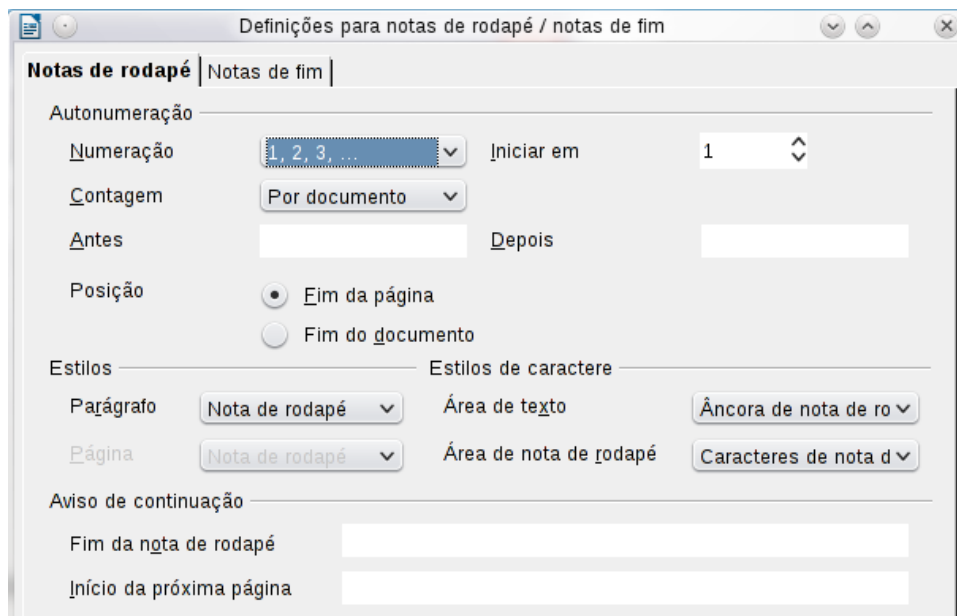 Definições para notas de rodapé / notas de fim
Notas de rodapé Notas de fim
Autonumeração
Numeração 1, 2, 3, ... Iniciar em 1
Contagem Por documento
Antes Depois
Posição Fim da página
Fim do documento
Estilos Estilos de caractere
Parágrafo Nota de rodapé Área de texto Âncora de nota de ro
Página Nota de rodapé Área de nota de rodapé Caracteres de nota d
Aviso de continuação
Fim da nota de rodapé
Início da próxima página